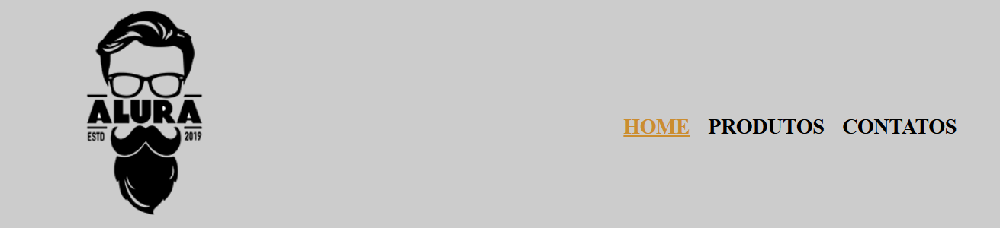 ALURA
ESTD 2019
HOME PRODUTOS CONTATOS